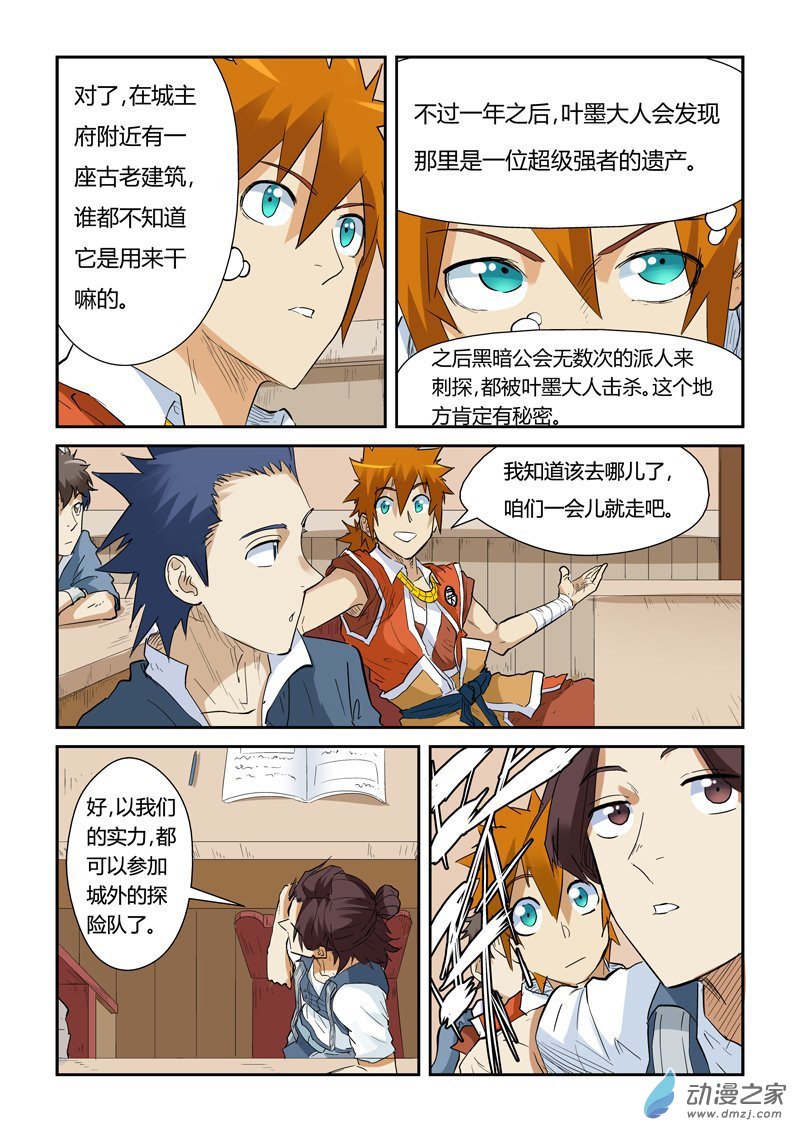 对了,在城主
府附近有一
座古老建筑,
谁都不知道
它是用来干
嘛的。
不过一年之后,叶墨大人会发现
那里是一位超级强者的遗产。
之后黑暗公会无数次的派人来
刺探,都被叶墨大人击杀。这个地
方肯定有秘密。
我知道该去哪儿了,
咱们一会儿就走吧。
好,以我们
的实力,都
可以参加
城外的探
险队了。
动漫之家
www.dmzj.com